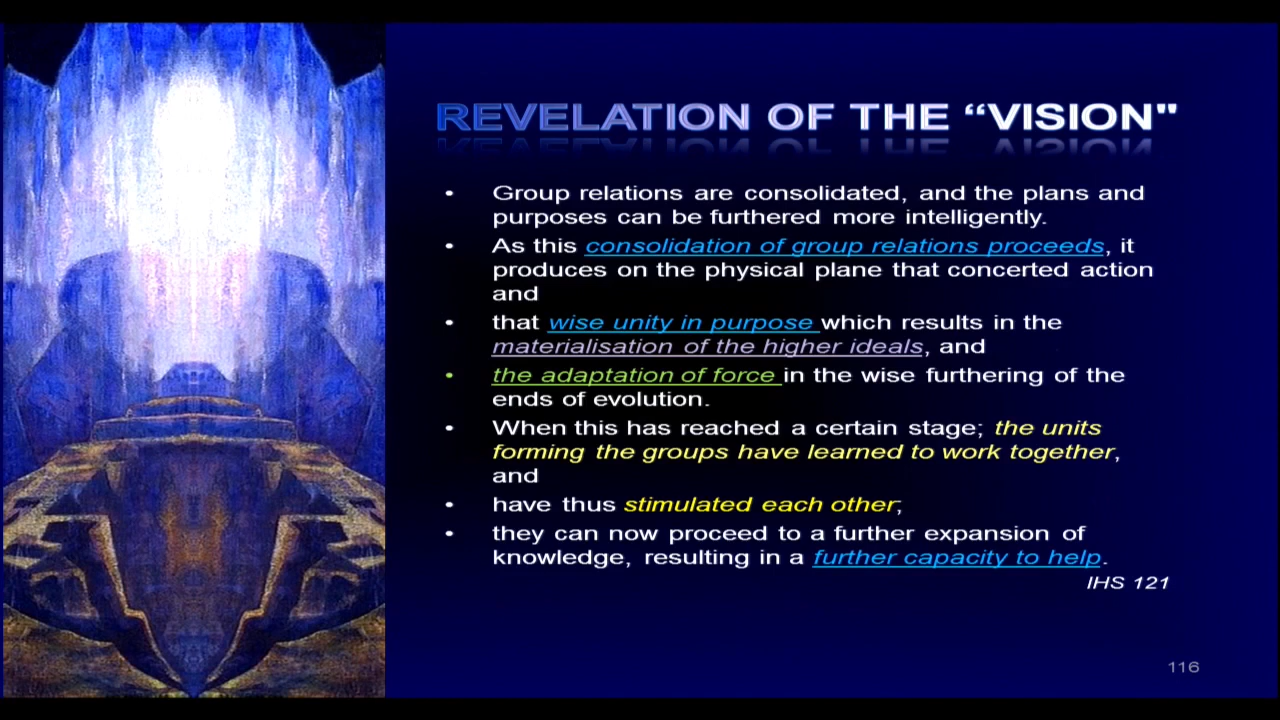 REVELATION OF THE “VISION"
• Group relations are consolidated, and the plans and
purposes can be furthered more intelligently.
• As this consolidation of group relations proceeds, it
produces on the physical plane that concerted action
and
• that wise unity in purpose which results in the
materialisation of the higher ideals, and
• the adaptation of force in the wise furthering of the
ends of evolution.
• When this has reached a certain stage; the units
forming the groups have learned to work together,
and
• have thus stimulated each other;
• they can now proceed to a further expansion of
knowledge, resulting in a further capacity to help.
IHS 121
116